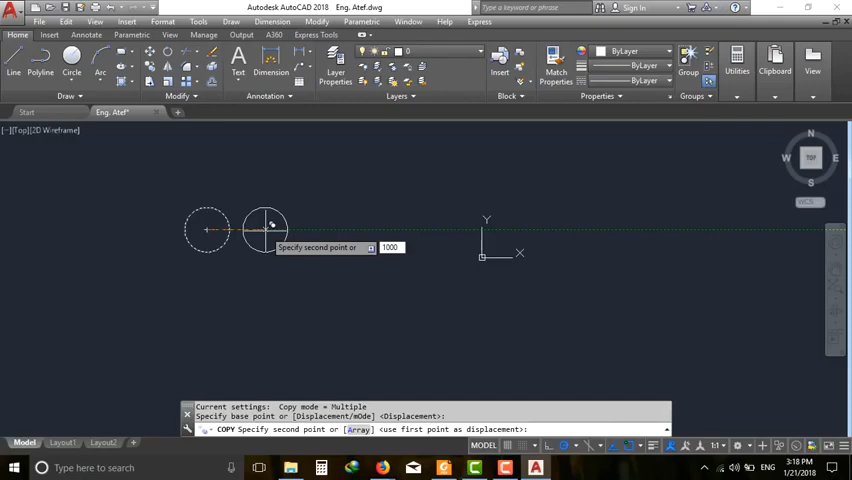 Autodesk AutoCAD 2018 Eng. Atef.dwg
Type a keyword or phrase
Sign In
File Edit View Insert Format Tools Draw Dimension Modify Parametric Window Help Express
Home Insert Annotate Parametric View Manage Output A360 Express Tools
Line Polyline Circle Arc
Text Dimension
Layer Properties
0
Insert
Match Properties
ByLayer
ByLayer
ByLayer
Group
Utilities
Clipboard
View
Draw Modify Annotation Layers Block Properties Groups
Start Eng. Atef*
[−][Top][2D Wireframe]
N
W TOP E
S
WCS
Y
Specify second point or 1000
X
Current settings: Copy mode = Multiple
Specify base point or [Displacement/mOde] <Displacement>:
COPY Specify second point or [Array] <use first point as displacement>:
Model Layout1 Layout2 MODEL 1:1
Type here to search
ENG
3:18 PM
1/21/2018